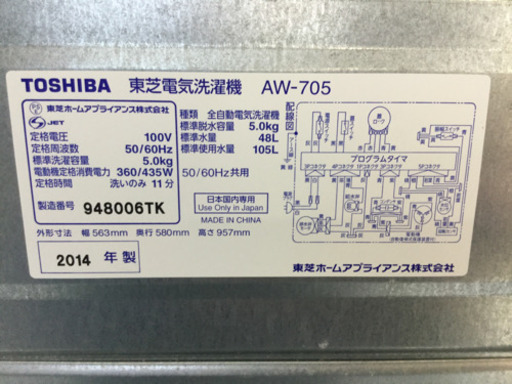 TOSHIBA 東芝電気洗濯機 AW-705
東芝ホームアプライアンス株式会社
JET
定格電圧 100V
定格周波数 50/60Hz
標準洗濯容量 5.0kg
電動機定格消費電力 360/435W
定格時間 洗いのみ 11分
製造番号 948006TK
種類 全自動電気洗濯機
標準脱水容量 5.0kg
標準水量 48L
標準使用水量 105L
50/60Hz共用
日本国内専用
Use Only in Japan
MADE IN CHINA
外形寸法 幅 563mm 奥行 580mm 高さ 957mm
2014 年製
配線図
プログラムタイマ
東芝ホームアプライアンス株式会社